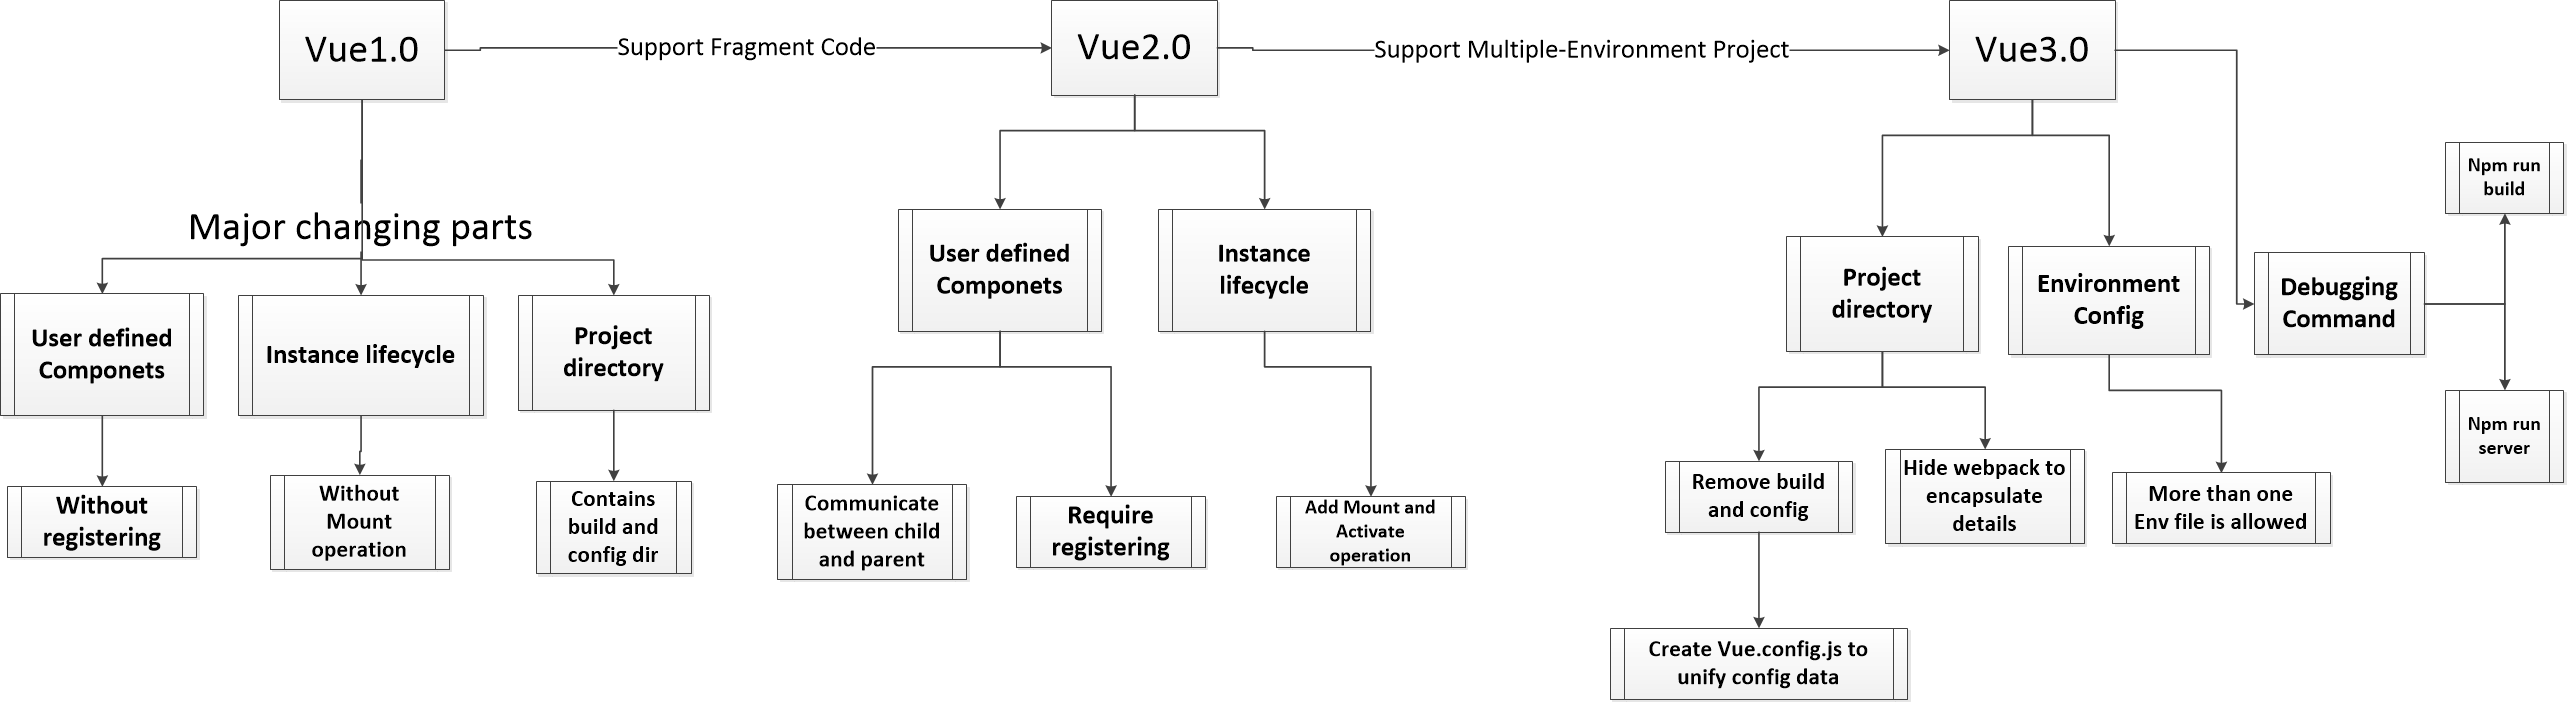 Vue1.0
Support Fragment Code
Vue2.0
Support Multiple-Environment Project
Vue3.0
Major changing parts
User defined
Componets
Instance lifecycle
Project
directory
Without
registering
Without
Mount
operation
Contains
build and
config dir
User defined
Componets
Instance
lifecycle
Communicate
between child
and parent
Require
registering
Add Mount and
Activate
operation
Project
directory
Environment
Config
Debugging
Command
Npm run
build
Npm run
server
Remove build
and config
Hide webpack to
encapsulate
details
More than one
Env file is allowed
Create Vue.config.js to
unify config data